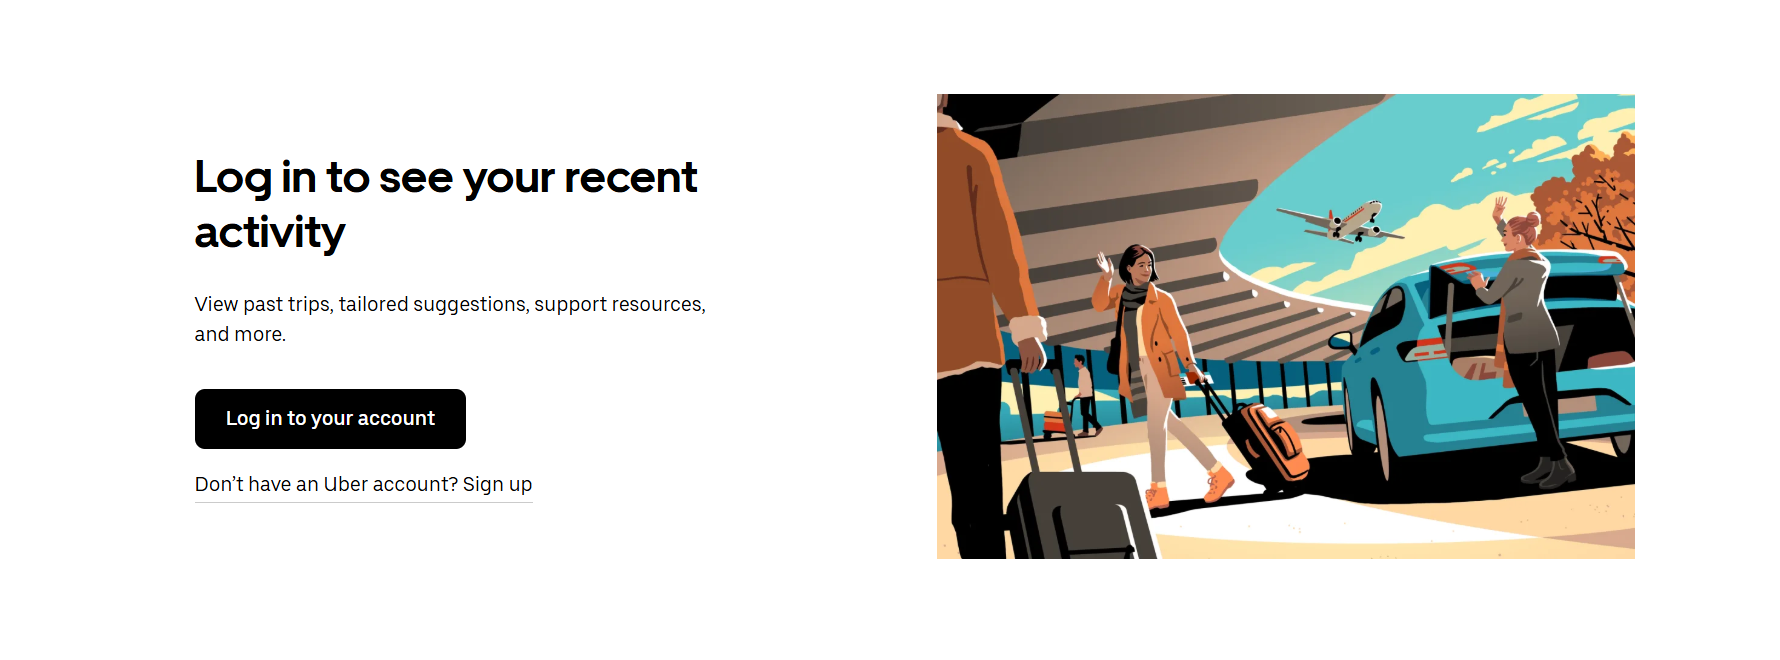 Log in to see your recent
activity
View past trips, tailored suggestions, support resources,
and more.
Log in to your account
Don’t have an Uber account? Sign up